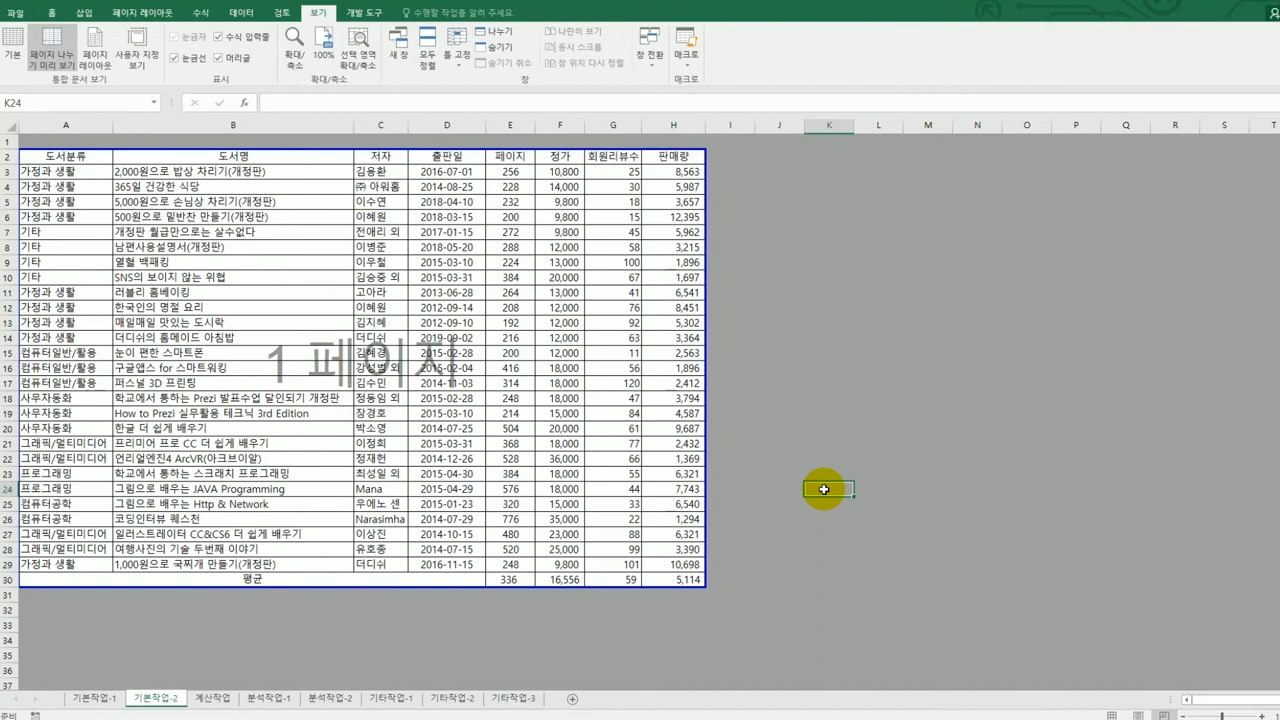 파일 홈 삽입 페이지 레이아웃 수식 데이터 검토 보기 개발 도구 수행할 작업을 알려 주세요.
기본 페이지 나누기 미리 보기 페이지 레이아웃 사용자 지정 보기 눈금자 수식 입력줄 눈금선 머리글 확대/축소 100% 선택 영역 확대/축소 새 창 모두 정렬 틀 고정 나누기 숨기기 숨기기 취소 나란히 보기 동시 스크롤 창 위치 다시 정렬 창 전환 매크로
통합 문서 보기 표시 확대/축소 창 매크로
K24 fx
A B C D E F G H I J K L M N O P Q R S T
1
2 도서분류 도서명 저자 출판일 페이지 정가 회원리뷰수 판매량
3 가정과 생활 2,000원으로 밥상 차리기(개정판) 김용환 2016-07-01 256 10,800 25 8,563
4 가정과 생활 365일 건강한 식당 ㈜ 아워홈 2014-08-25 228 14,000 30 5,987
5 가정과 생활 5,000원으로 손님상 차리기(개정판) 이수연 2018-04-10 232 9,800 18 3,657
6 가정과 생활 500원으로 밑반찬 만들기(개정판) 이혜원 2018-03-15 200 9,800 15 12,395
7 기타 개정판 월급만으로는 살수없다 전애리 외 2017-01-15 272 9,800 45 5,962
8 기타 남편사용설명서(개정판) 이병준 2018-05-20 288 12,000 58 3,215
9 기타 열혈 백패킹 이우철 2015-03-10 224 13,000 100 1,896
10 기타 SNS의 보이지 않는 위협 김승중 외 2015-03-31 384 20,000 67 1,697
11 가정과 생활 러블리 홈베이킹 고아라 2013-06-28 264 13,000 41 6,541
12 가정과 생활 한국인의 명절 요리 이혜원 2012-09-14 208 12,000 76 8,451
13 가정과 생활 매일매일 맛있는 도시락 김지혜 2012-09-10 192 12,000 92 5,302
14 가정과 생활 더디쉬의 홈메이드 아침밥 더디쉬 2019-09-02 216 12,000 63 3,364
15 컴퓨터일반/활용 눈이 편한 스마트폰 김혜경 2015-02-28 200 12,000 11 2,563
1 페이지
16 컴퓨터일반/활용 구글앱스 for 스마트워킹 강성범 외 2015-02-04 416 18,000 56 1,896
17 컴퓨터일반/활용 퍼스널 3D 프린팅 김수민 2014-11-03 314 18,000 120 2,412
18 사무자동화 학교에서 통하는 Prezi 발표수업 달인되기 개정판 정동임 외 2015-02-28 248 18,000 47 3,794
19 사무자동화 How to Prezi 실무활용 테크닉 3rd Edition 장경호 2015-03-10 214 15,000 84 4,587
20 사무자동화 한글 더 쉽게 배우기 박소영 2014-07-25 504 20,000 61 9,687
21 그래픽/멀티미디어 프리미어 프로 CC 더 쉽게 배우기 이정희 2015-03-31 368 18,000 77 2,432
22 그래픽/멀티미디어 언리얼엔진4 ArcVR(아크브이알) 정재헌 2014-12-26 528 36,000 66 1,369
23 프로그래밍 학교에서 통하는 스크래치 프로그래밍 최성일 외 2015-04-30 384 18,000 55 6,321
24 프로그래밍 그림으로 배우는 JAVA Programming Mana 2015-04-29 576 18,000 44 7,743
25 컴퓨터공학 그림으로 배우는 Http & Network 우에노 센 2015-01-23 320 15,000 33 6,540
26 컴퓨터공학 코딩인터뷰 퀘스천 Narasimha 2014-07-29 776 35,000 22 1,294
27 그래픽/멀티미디어 일러스트레이터 CC&CS6 더 쉽게 배우기 이상진 2014-10-15 480 23,000 88 6,321
28 그래픽/멀티미디어 여행사진의 기술 두번째 이야기 유호종 2014-07-15 520 25,000 99 3,390
29 가정과 생활 1,000원으로 국찌개 만들기(개정판) 더디쉬 2016-11-15 248 9,800 101 10,698
30 평균 336 16,556 59 5,114
31
32
33
34
35
36
37
기본작업-1 기본작업-2 계산작업 분석작업-1 분석작업-2 기타작업-1 기타작업-2 기타작업-3
준비